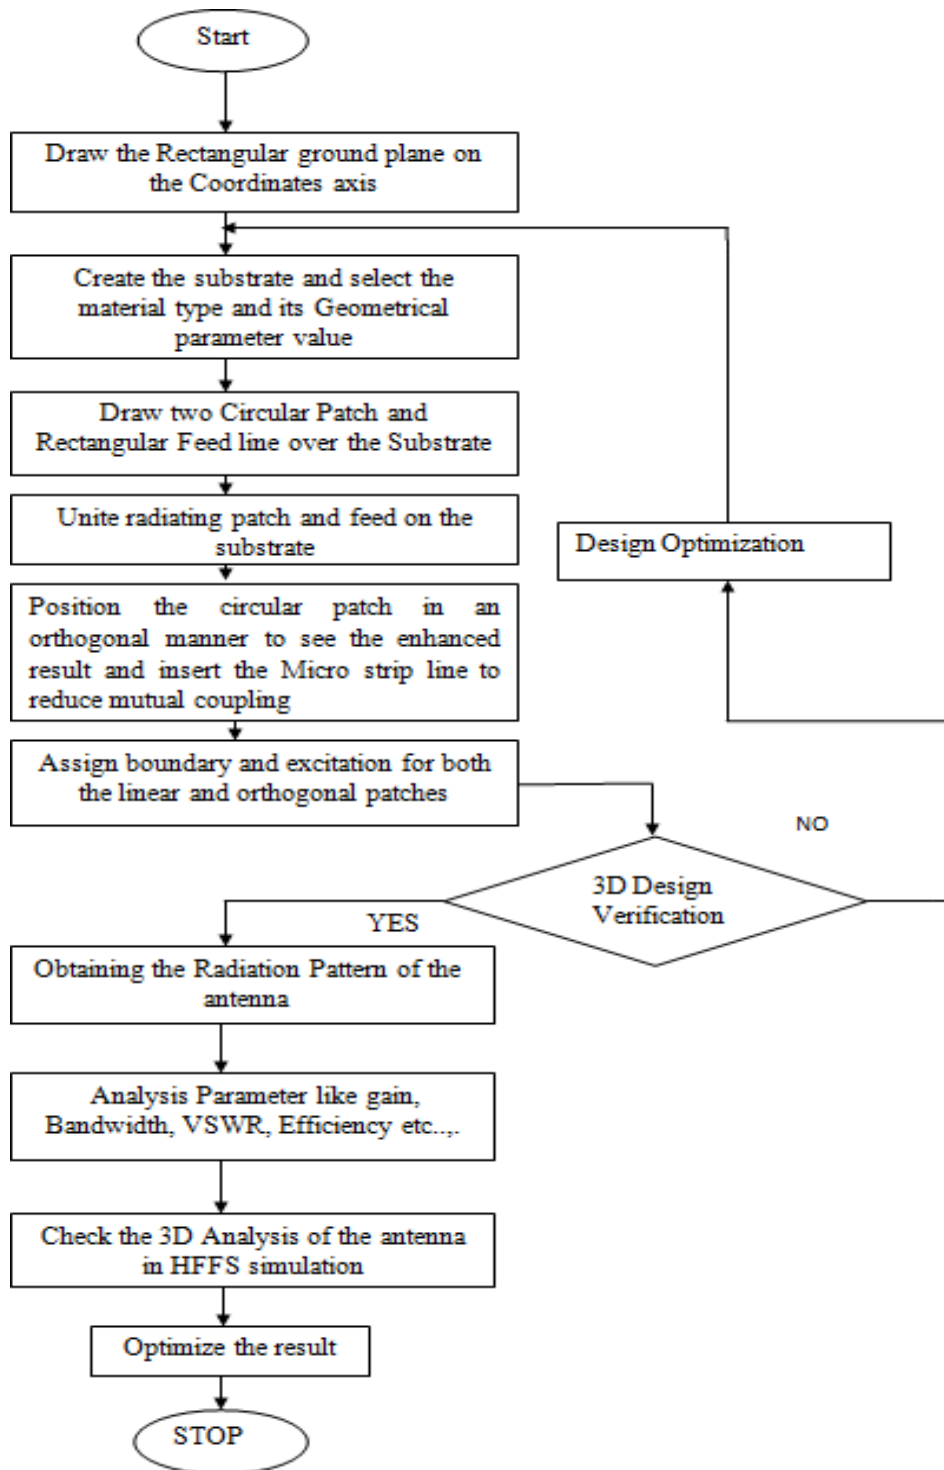 Start
Draw the Rectangular ground plane on
the Coordinates axis
Create the substrate and select the
material type and its Geometrical
parameter value
Draw two Circular Patch and
Rectangular Feed line over the Substrate
Unite radiating patch and feed on the
substrate
Design Optimization
Position the circular patch in an
orthogonal manner to see the enhanced
result and insert the Micro strip line to
reduce mutual coupling
Assign boundary and excitation for both
the linear and orthogonal patches
NO
3D Design
Verification
YES
Obtaining the Radiation Pattern of the
antenna
Analysis Parameter like gain,
Bandwidth, VSWR, Efficiency etc..,.
Check the 3D Analysis of the antenna
in HFFS simulation
Optimize the result
STOP